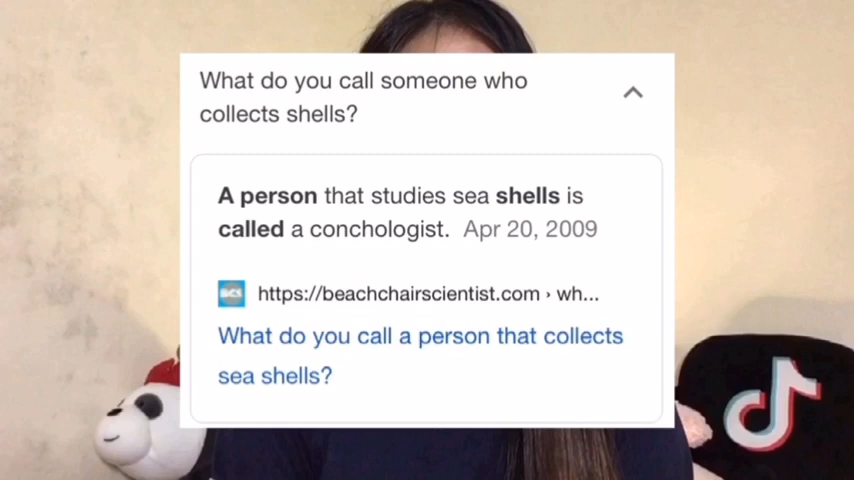 What do you call someone who
collects shells?
A person that studies sea shells is
called a conchologist. Apr 20, 2009
https://beachchairscientist.com › wh...
What do you call a person that collects
sea shells?